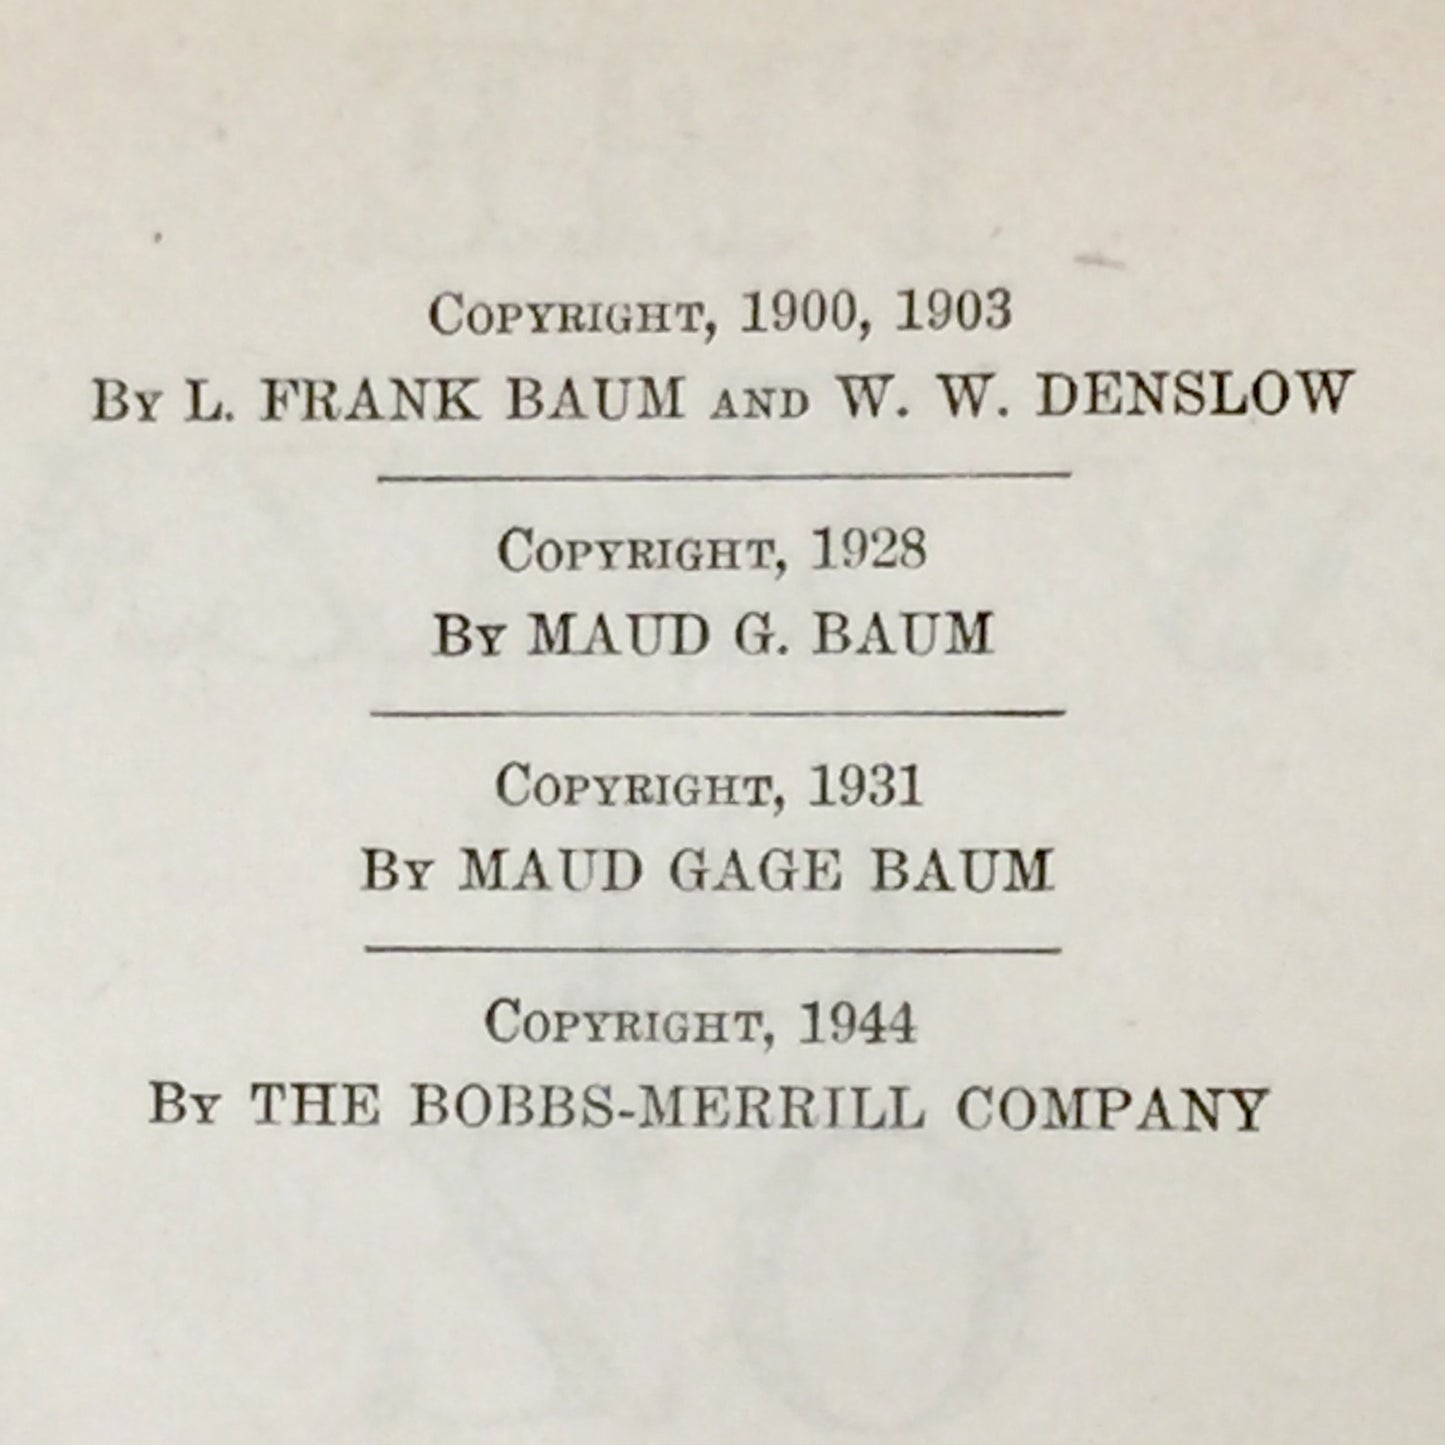 Copyright, 1900, 1903
By L. FRANK BAUM and W. W. DENSLOW
Copyright, 1928
By MAUD G. BAUM
Copyright, 1931
By MAUD GAGE BAUM
Copyright, 1944
By THE BOBBS-MERRILL COMPANY